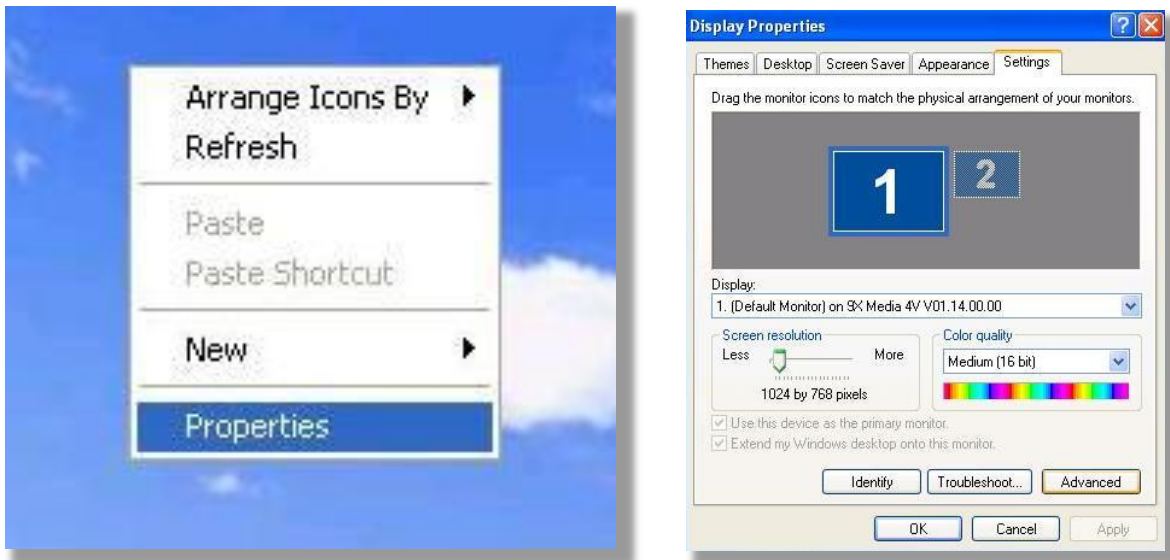 Arrange Icons By
Refresh
Paste
Paste Shortcut
New
Properties
Display Properties
Themes Desktop Screen Saver Appearance Settings
Drag the monitor icons to match the physical arrangement of your monitors.
1 2
Display:
1. (Default Monitor) on 9X Media 4V V01.14.00.00
Screen resolution
Less More
1024 by 768 pixels
Color quality
Medium (16 bit)
Use this device as the primary monitor.
Extend my Windows desktop onto this monitor.
Identify Troubleshoot... Advanced
OK Cancel Apply